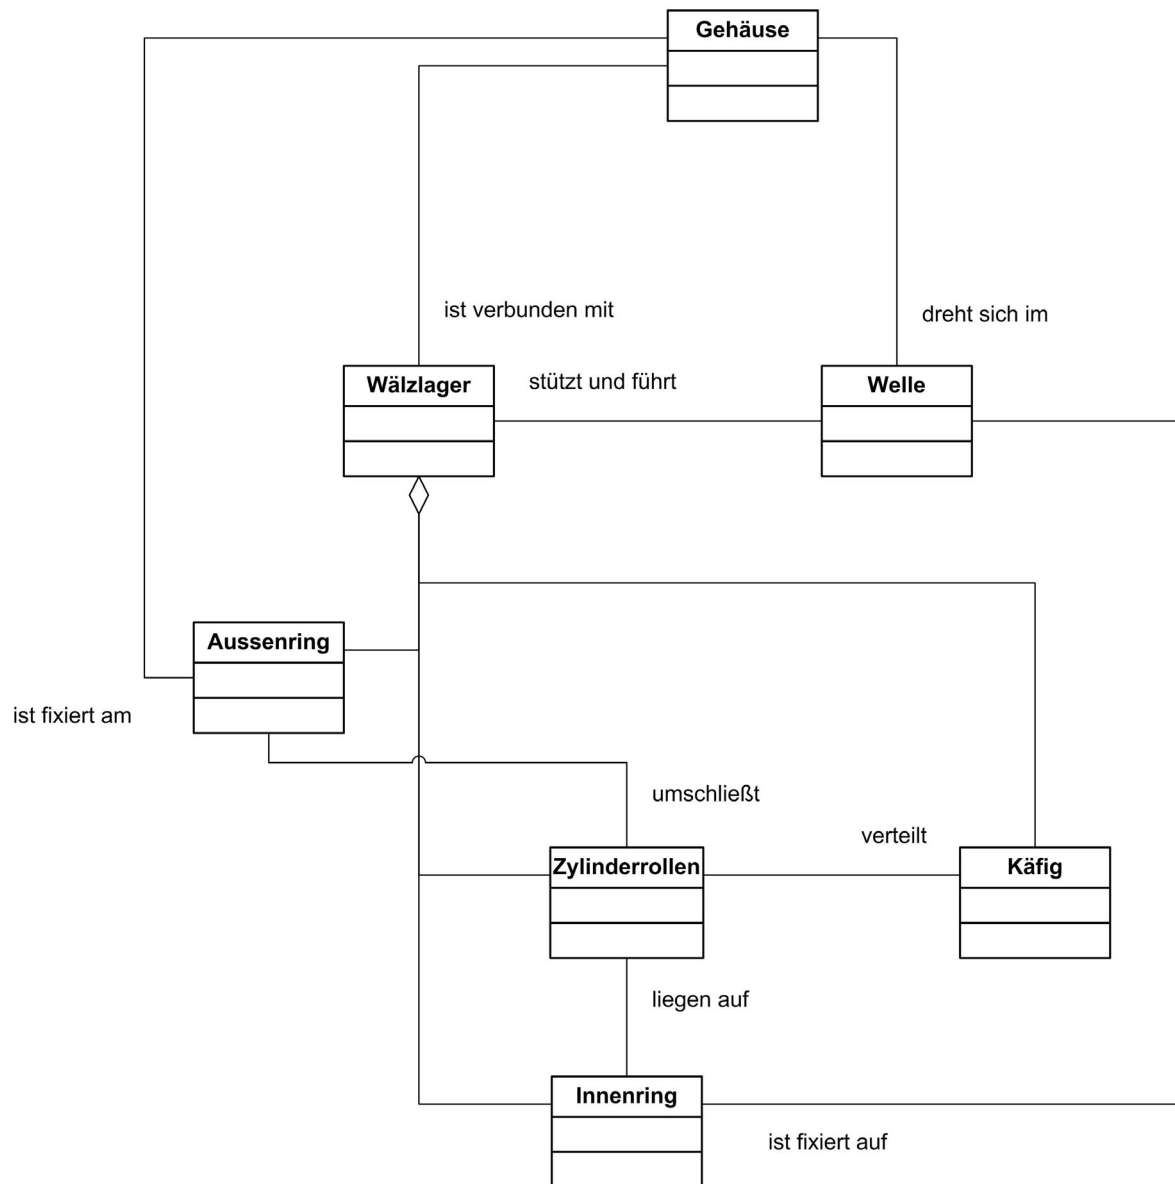 Gehäuse
ist verbunden mit
dreht sich im
Wälzlager
stützt und führt
Welle
Aussenring
ist fixiert am
umschließt
verteilt
Zylinderrollen
Käfig
liegen auf
Innenring
ist fixiert auf